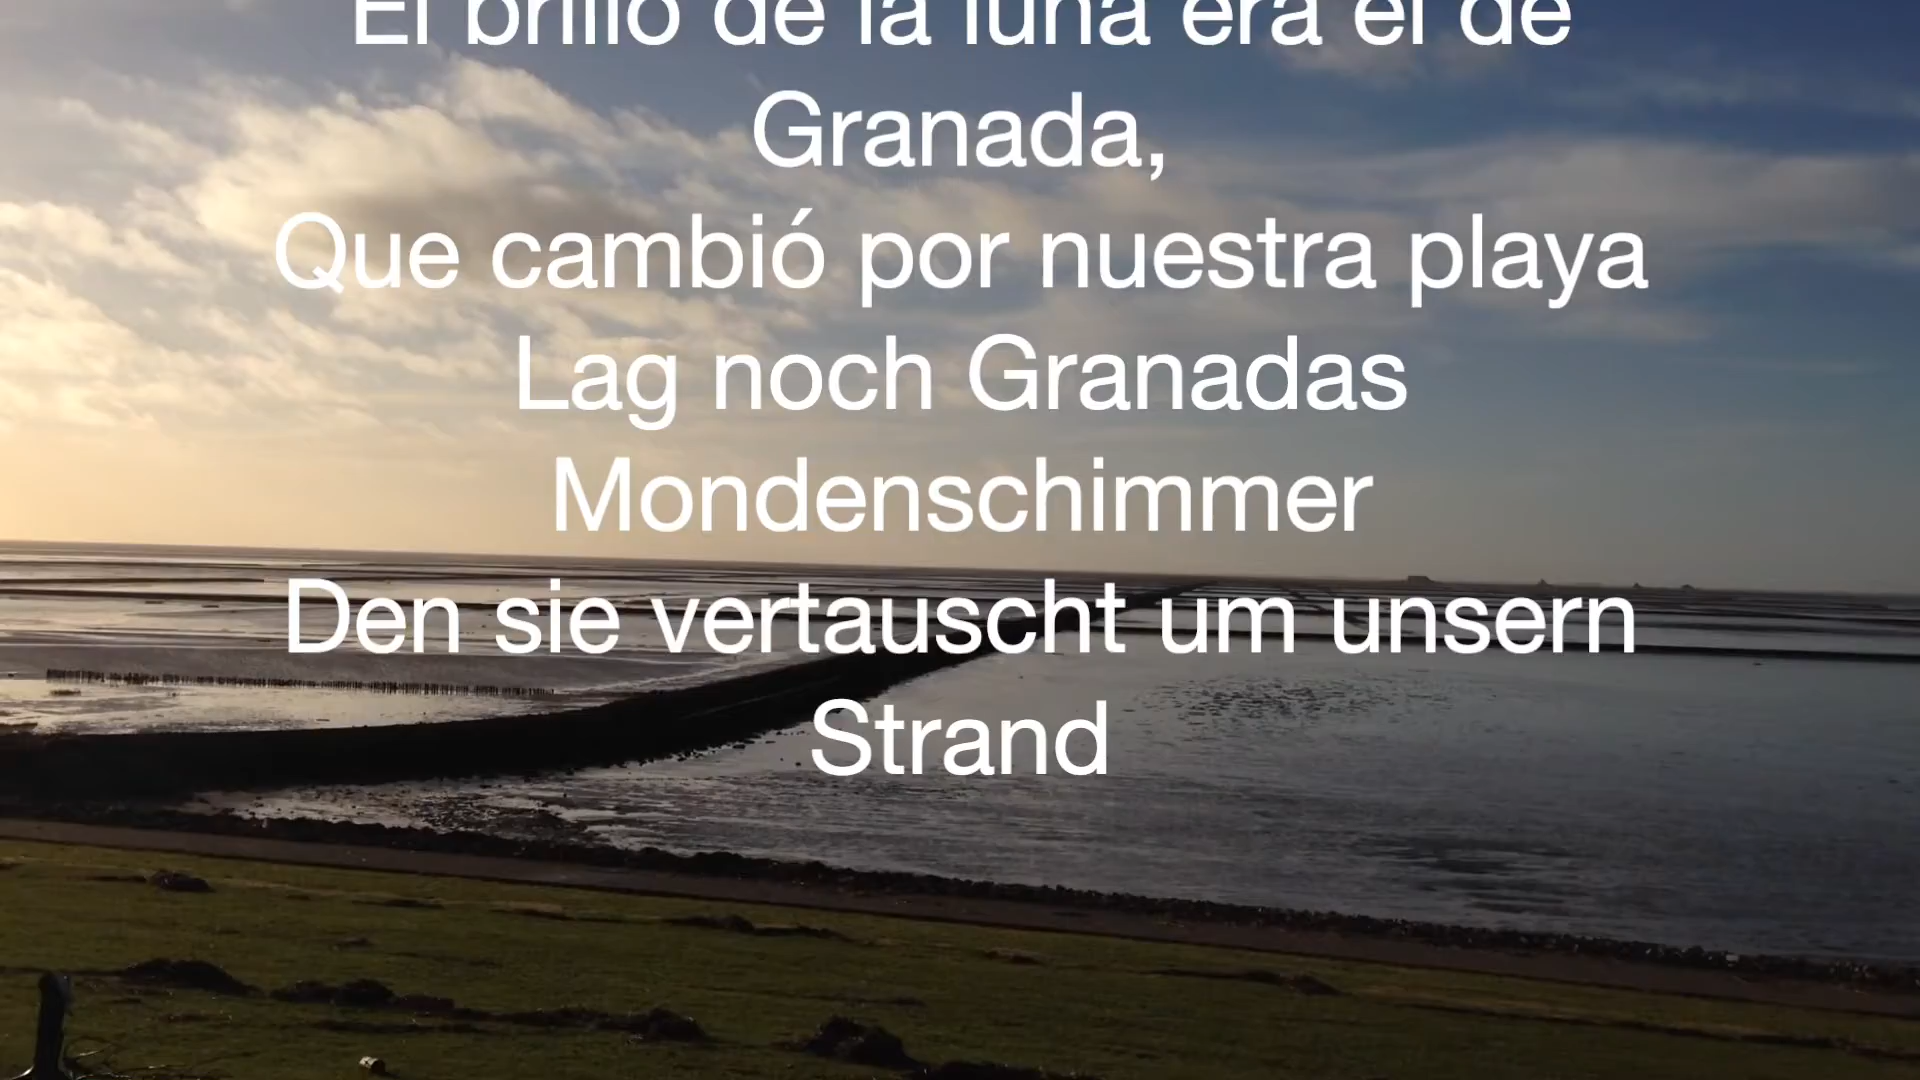 El brillo de la luna era el de
Granada,
Que cambió por nuestra playa
Lag noch Granadas
Mondenschimmer
Den sie vertauscht um unsern
Strand